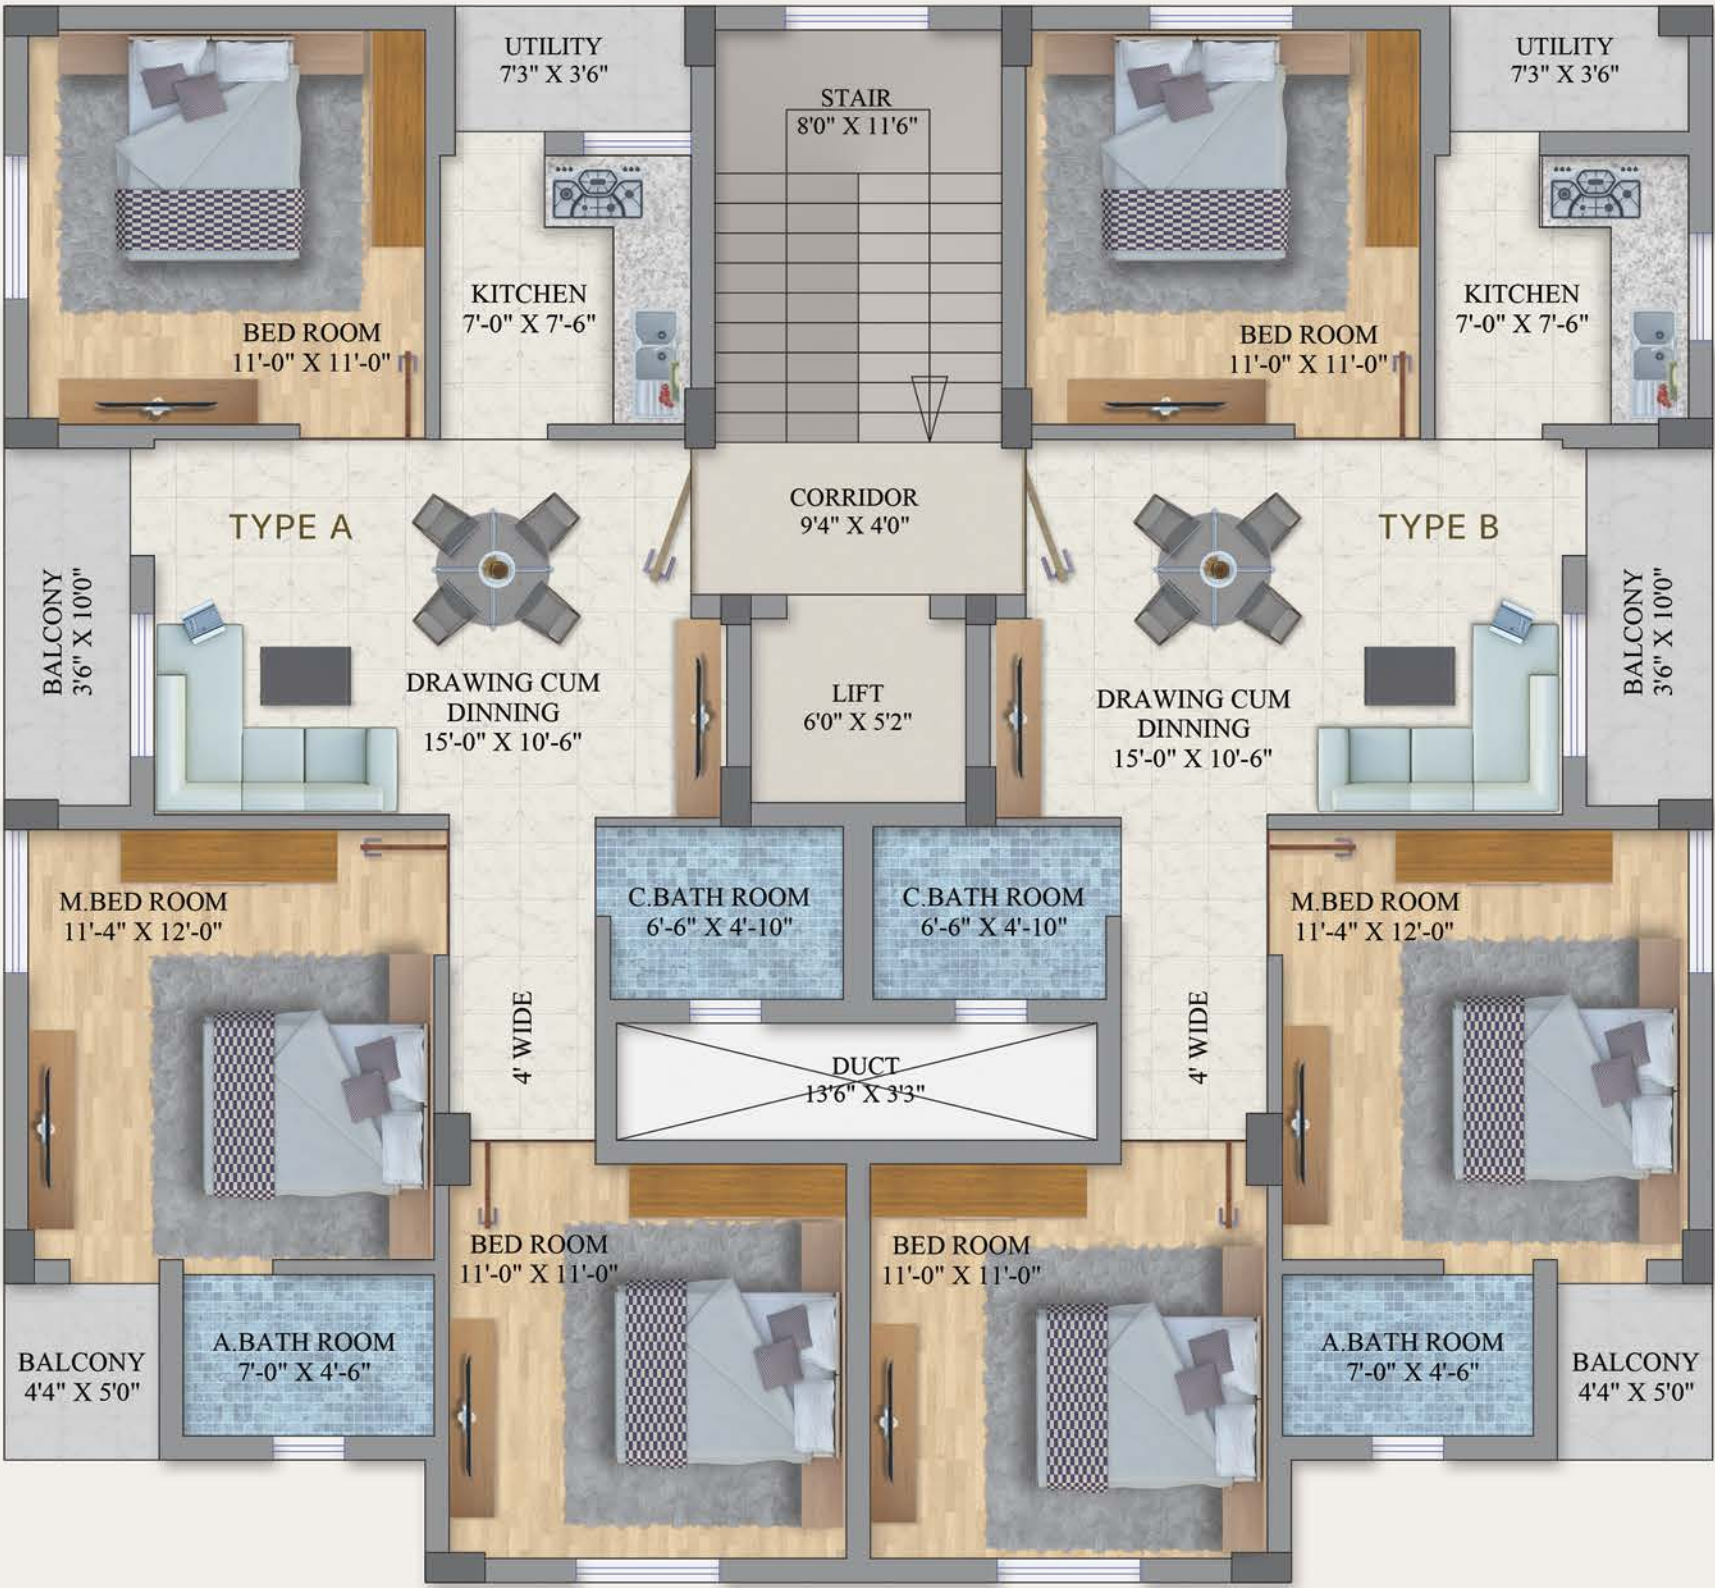 UTILITY
7'3" X 3'6"
STAIR
8'0" X 11'6"
UTILITY
7'3" X 3'6"
KITCHEN
7'-0" X 7'-6"
KITCHEN
7'-0" X 7'-6"
BED ROOM
11'-0" X 11'-0"
BED ROOM
11'-0" X 11'-0"
CORRIDOR
9'4" X 4'0"
TYPE A
TYPE B
BALCONY
3'6" X 10'0"
BALCONY
3'6" X 10'0"
DRAWING CUM
DINNING
15'-0" X 10'-6"
LIFT
6'0" X 5'2"
DRAWING CUM
DINNING
15'-0" X 10'-6"
M.BED ROOM
11'-4" X 12'-0"
C.BATH ROOM
6'-6" X 4'-10"
C.BATH ROOM
6'-6" X 4'-10"
M.BED ROOM
11'-4" X 12'-0"
4' WIDE
4' WIDE
DUCT
13'6" X 3'3"
BED ROOM
11'-0" X 11'-0"
BED ROOM
11'-0" X 11'-0"
BALCONY
4'4" X 5'0"
A.BATH ROOM
7'-0" X 4'-6"
A.BATH ROOM
7'-0" X 4'-6"
BALCONY
4'4" X 5'0"